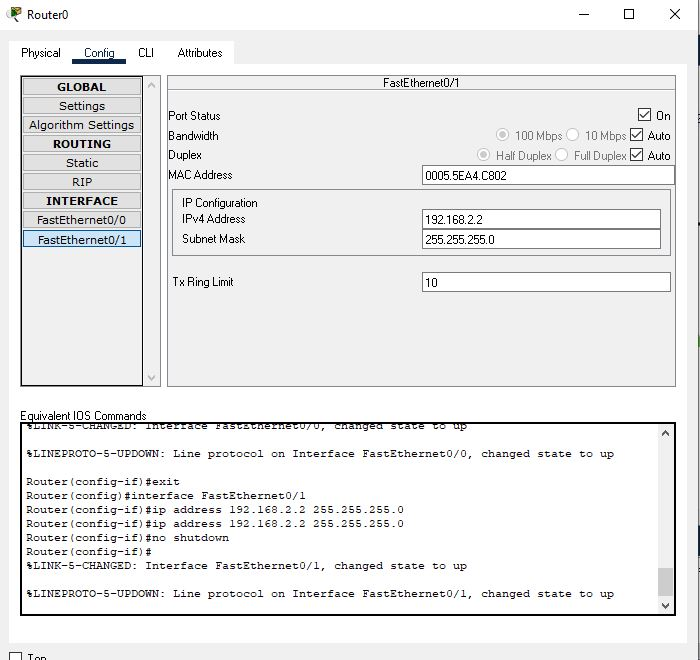 Router0
Physical Config CLI Attributes
GLOBAL
Settings
Algorithm Settings
ROUTING
Static
RIP
INTERFACE
FastEthernet0/0
FastEthernet0/1
FastEthernet0/1
Port Status On
Bandwidth 100 Mbps 10 Mbps Auto
Duplex Half Duplex Full Duplex Auto
MAC Address 0005.5EA4.C802
IP Configuration
IPv4 Address 192.168.2.2
Subnet Mask 255.255.255.0
Tx Ring Limit 10
Equivalent IOS Commands
%LINK-5-CHANGED: Interface FastEthernet0/0, changed state to up
%LINEPROTO-5-UPDOWN: Line protocol on Interface FastEthernet0/0, changed state to up
Router(config-if)#exit
Router(config)#interface FastEthernet0/1
Router(config-if)#ip address 192.168.2.2 255.255.255.0
Router(config-if)#ip address 192.168.2.2 255.255.255.0
Router(config-if)#no shutdown
Router(config-if)#
%LINK-5-CHANGED: Interface FastEthernet0/1, changed state to up
%LINEPROTO-5-UPDOWN: Line protocol on Interface FastEthernet0/1, changed state to up
Top